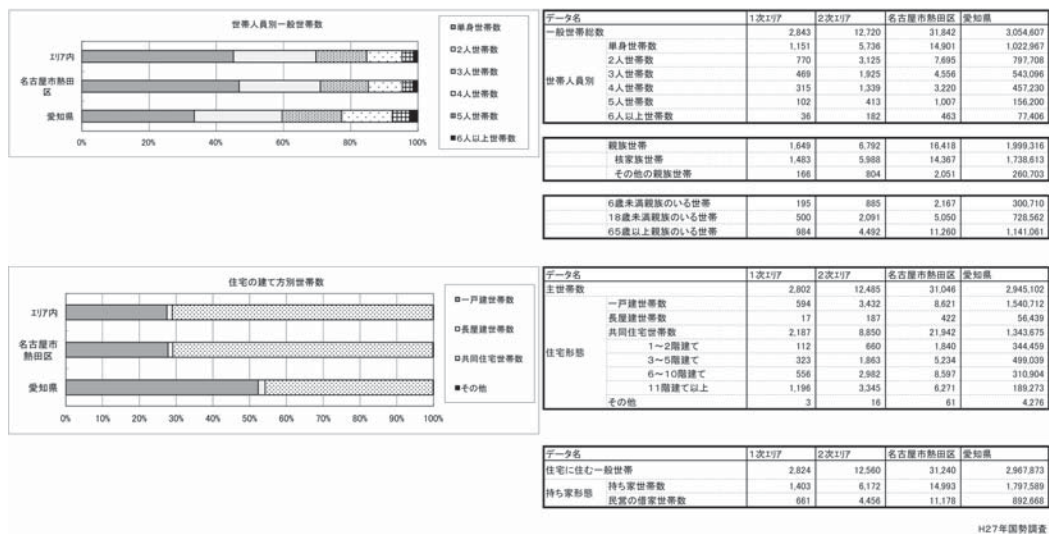 世帯人員別一般世帯数
エリア内
名古屋市熱田
区
愛知県
0% 20% 40% 60% 80% 100%
単身世帯数
2人世帯数
3人世帯数
4人世帯数
5人世帯数
6人以上世帯数
データ名 1次エリア 2次エリア 名古屋市熱田区 愛知県
一般世帯総数 2,843 12,720 31,842 3,054,607
世帯人員別
単身世帯数 1,151 5,736 14,901 1,022,967
2人世帯数 770 3,125 7,695 797,708
3人世帯数 469 1,925 4,556 543,096
4人世帯数 315 1,339 3,220 457,230
5人世帯数 102 413 1,007 156,200
6人以上世帯数 36 182 463 77,406
親族世帯 1,649 6,792 16,418 1,999,316
核家族世帯 1,483 5,988 14,367 1,738,613
その他の親族世帯 166 804 2,051 260,703
6歳未満親族のいる世帯 195 885 2,167 300,710
18歳未満親族のいる世帯 500 2,091 5,050 728,562
65歳以上親族のいる世帯 984 4,492 11,260 1,141,061
住宅の建て方別世帯数
エリア内
名古屋市
熱田区
愛知県
0% 10% 20% 30% 40% 50% 60% 70% 80% 90% 100%
一戸建世帯数
長屋建世帯数
共同住宅世帯数
その他
データ名 1次エリア 2次エリア 名古屋市熱田区 愛知県
主世帯数 2,802 12,485 31,046 2,945,102
住宅形態
一戸建世帯数 594 3,432 8,621 1,540,712
長屋建世帯数 17 187 422 56,439
共同住宅世帯数 2,187 8,850 21,942 1,343,675
1~2階建て 112 660 1,840 344,459
3~5階建て 323 1,863 5,234 499,039
6~10階建て 556 2,982 8,597 310,904
11階建て以上 1,196 3,345 6,271 189,273
その他 3 16 61 4,276
データ名 1次エリア 2次エリア 名古屋市熱田区 愛知県
住宅に住む一般世帯 2,824 12,560 31,240 2,967,873
持ち家形態
持ち家世帯数 1,403 6,172 14,993 1,797,589
民営の借家世帯数 661 4,456 11,178 892,668
H27年国勢調査